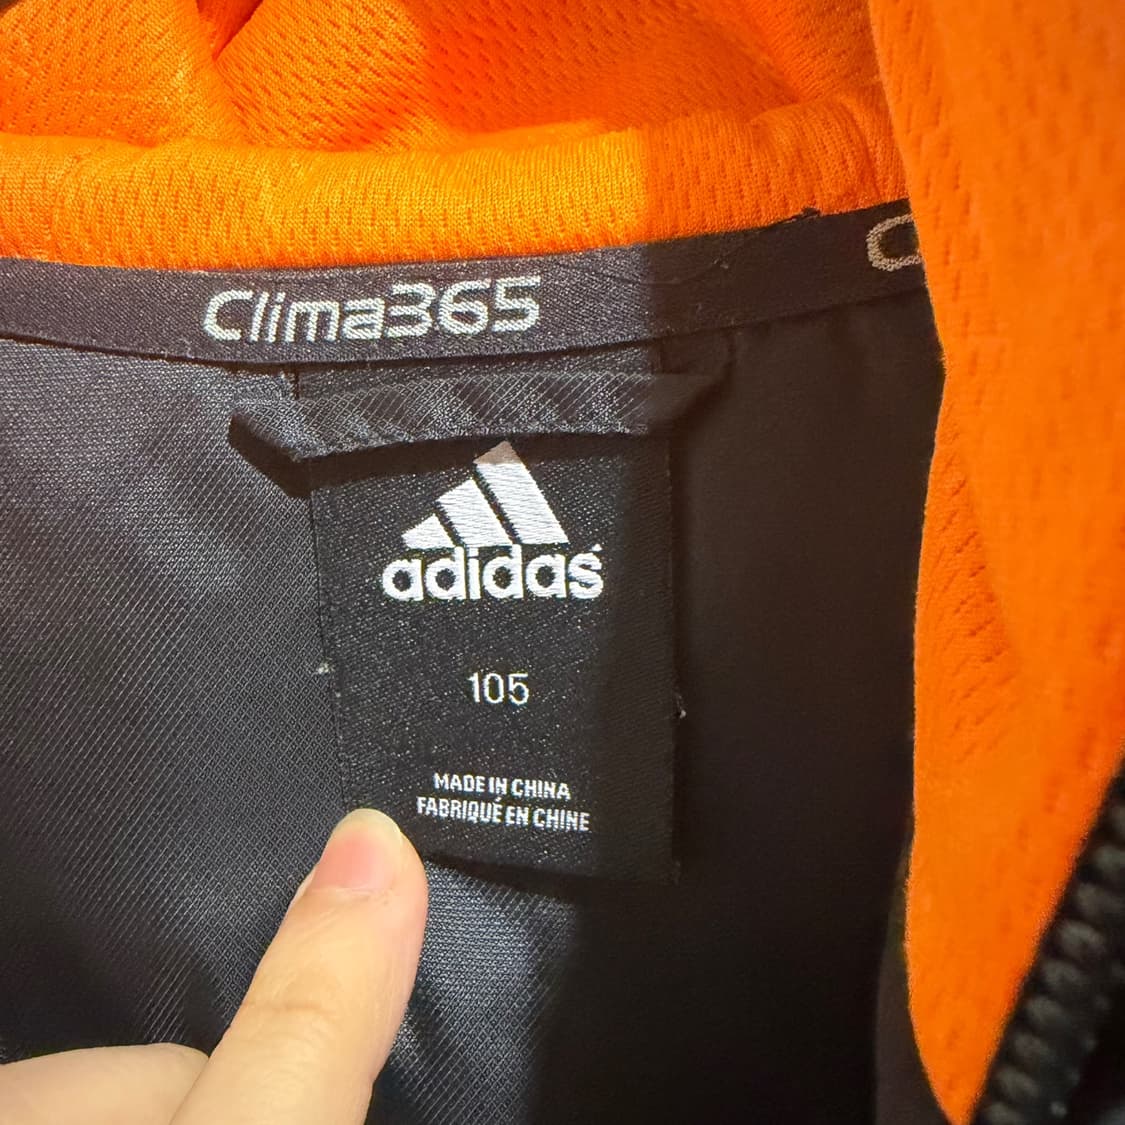 Clima365
adidas
105
MADE IN CHINA
FABRIQUÉ EN CHINE